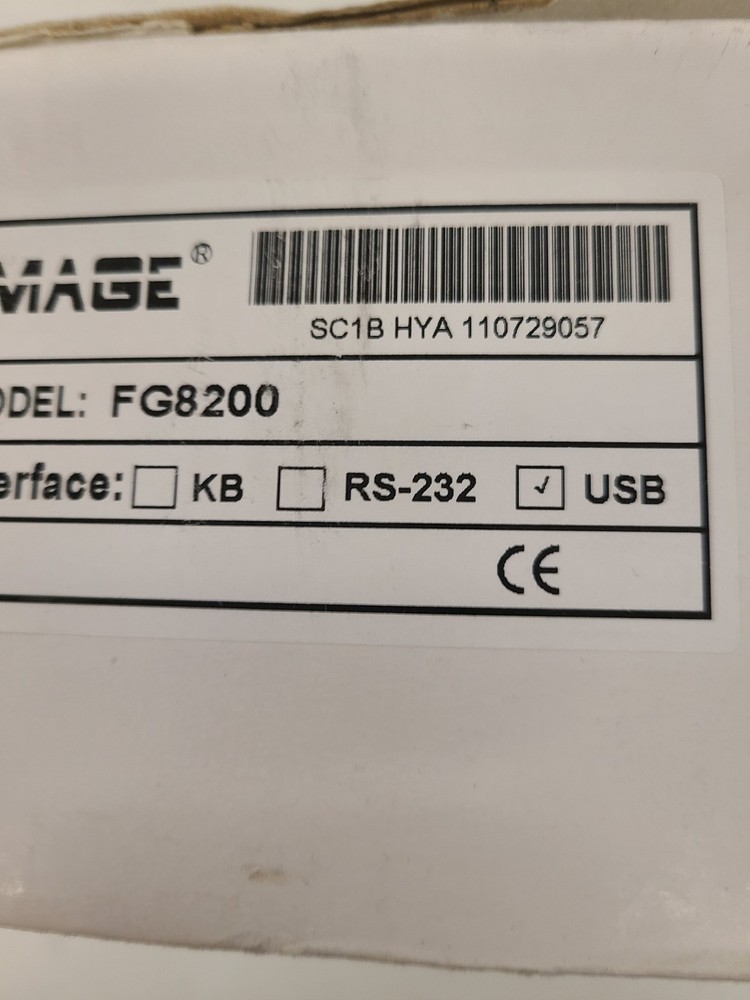 MAGE®
SC1B HYA 110729057
ODEL: FG8200
erface: KB RS-232 ✓ USB
CE